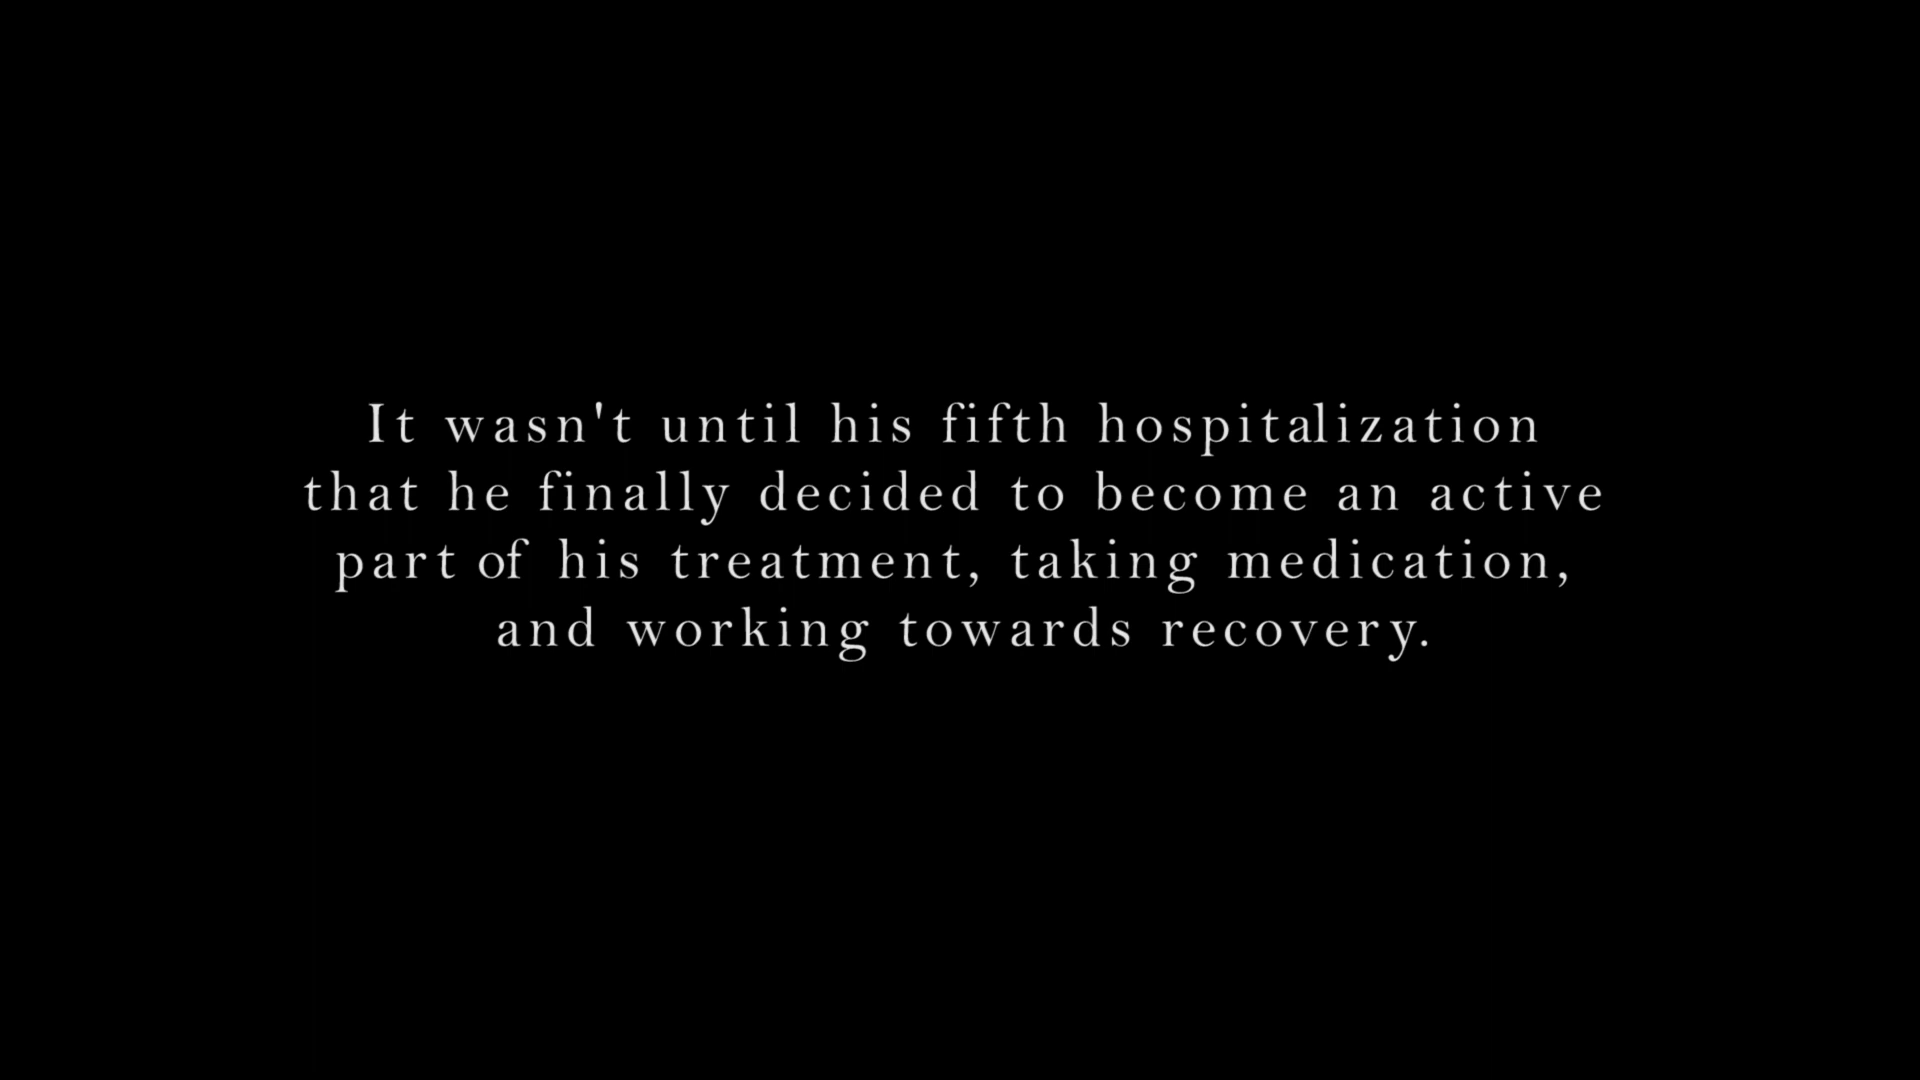 It wasn't until his fifth hospitalization
that he finally decided to become an active
part of his treatment, taking medication,
and working towards recovery.